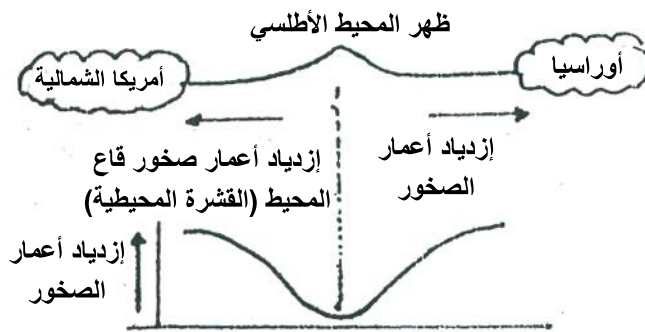 ظهر المحيط الأطلسي
أوراسيا
أمريكا الشمالية
إزدياد أعمار
الصخور
إزدياد أعمار صخور قاع
المحيط (القشرة المحيطية)
إزدياد أعمار
الصخور